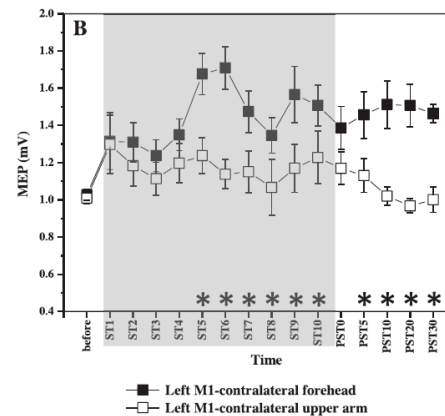 B
2.0
1.8
1.6
1.4
1.2
1.0
0.8
0.6
0.4
MEP (mV)
* * * * * * * * * *
before ST1 ST2 ST3 ST4 ST5 ST6 ST7 ST8 ST9 ST10 PST0 PST5 PST10 PST20 PST30
Time
Left M1-contralateral forehead
Left M1-contralateral upper arm